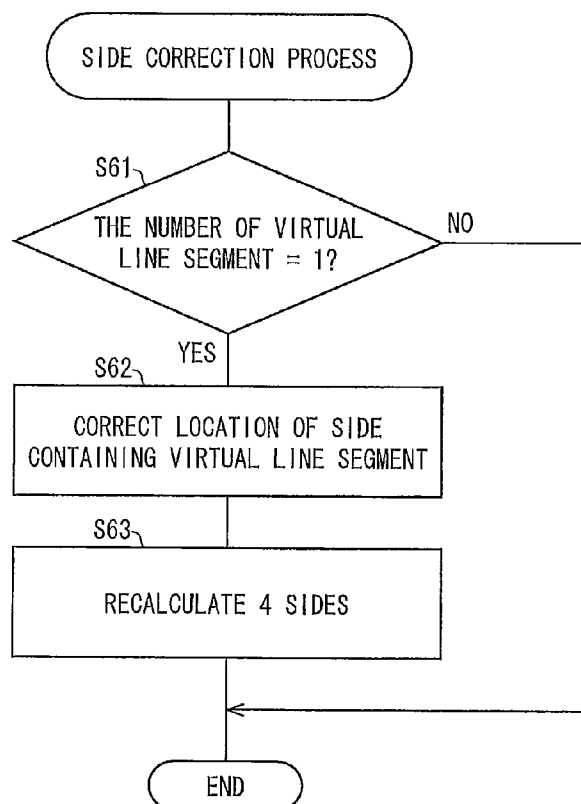 SIDE CORRECTION PROCESS
S61
THE NUMBER OF VIRTUAL
LINE SEGMENT = 1?
NO
YES
S62
CORRECT LOCATION OF SIDE
CONTAINING VIRTUAL LINE SEGMENT
S63
RECALCULATE 4 SIDES
END